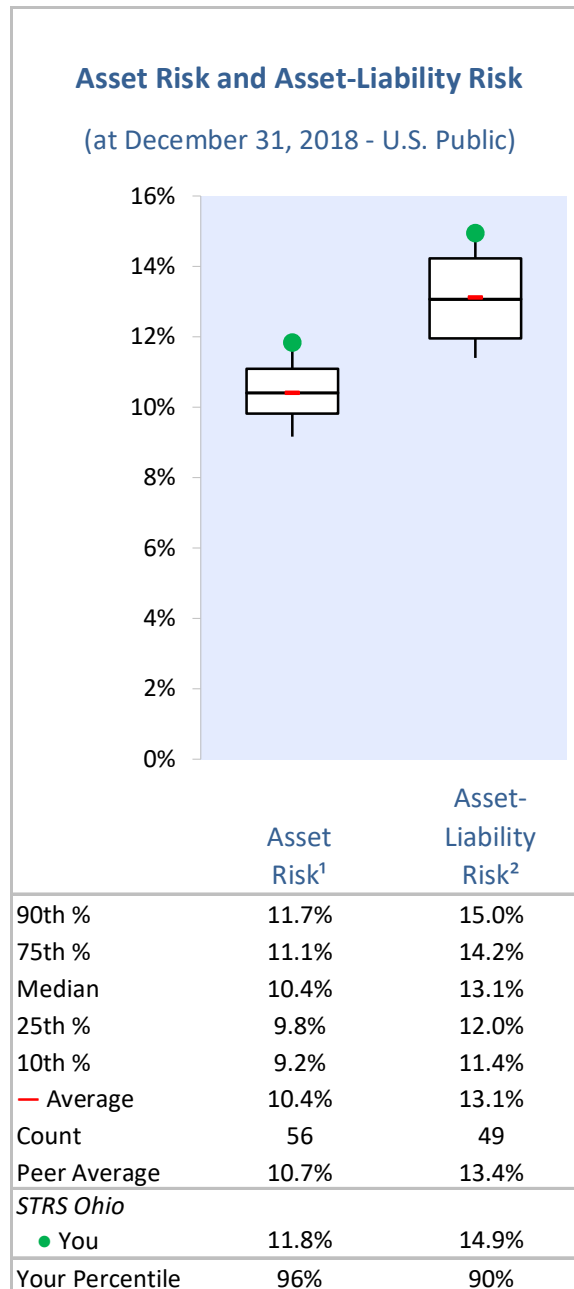 Asset Risk and Asset-Liability Risk
(at December 31, 2018 - U.S. Public)
16%
14%
12%
10%
8%
6%
4%
2%
0%
Asset Risk¹ Asset-Liability Risk²
90th % 11.7% 15.0%
75th % 11.1% 14.2%
Median 10.4% 13.1%
25th % 9.8% 12.0%
10th % 9.2% 11.4%
Average 10.4% 13.1%
Count 56 49
Peer Average 10.7% 13.4%
STRS Ohio
You 11.8% 14.9%
Your Percentile 96% 90%